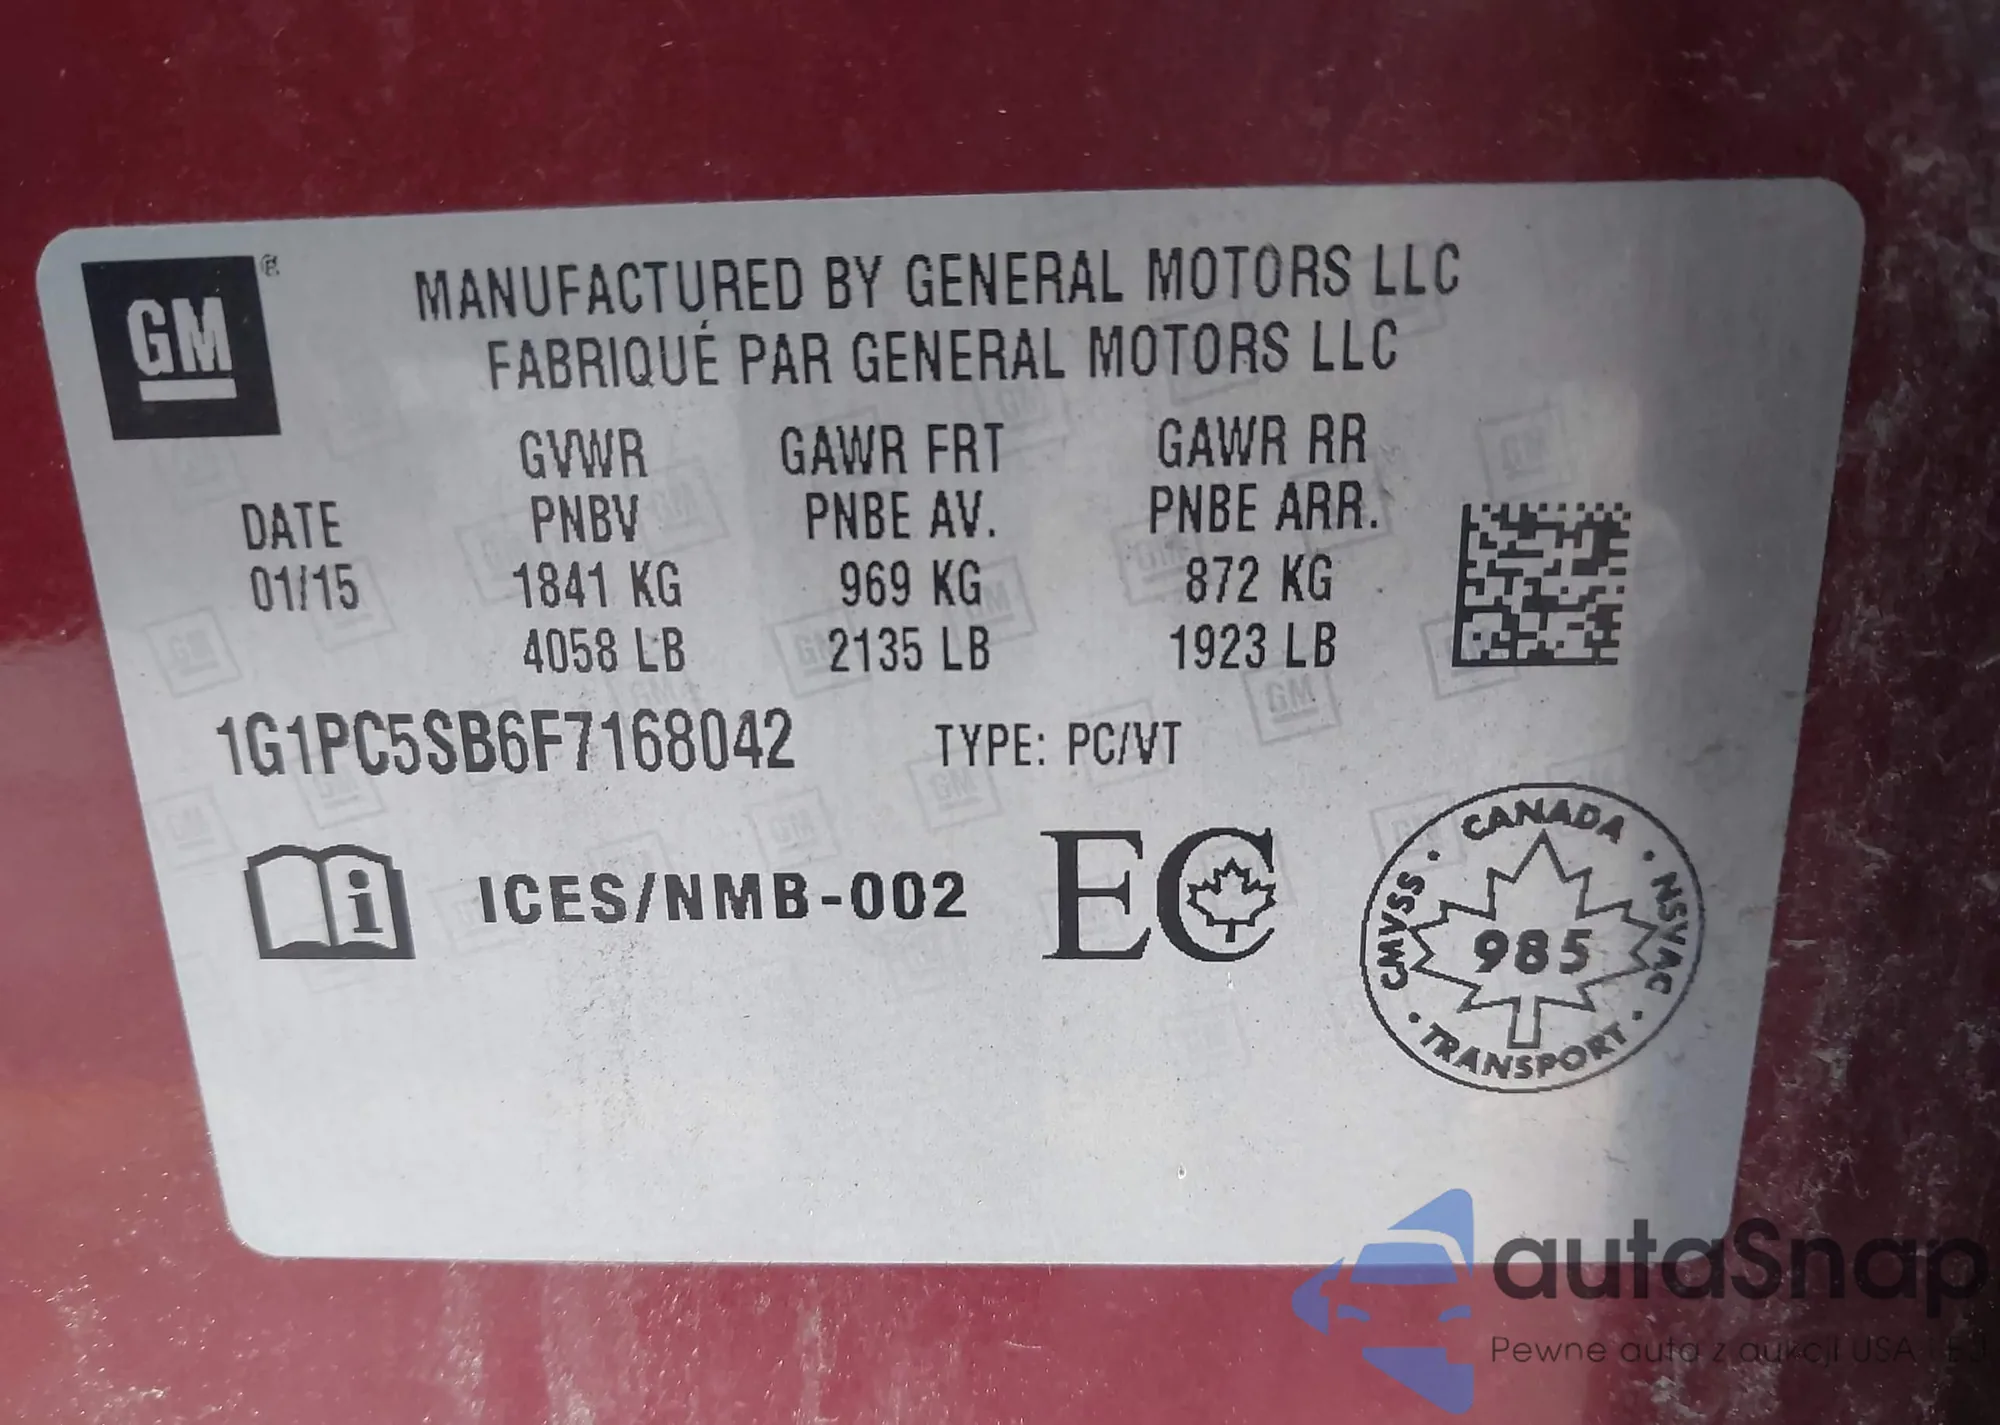 GM ®
MANUFACTURED BY GENERAL MOTORS LLC
FABRIQUÉ PAR GENERAL MOTORS LLC
GVWR GAWR FRT GAWR RR
DATE PNBV PNBE AV. PNBE ARR.
01/15 1841 KG 969 KG 872 KG
4058 LB 2135 LB 1923 LB
1G1PC5SB6F7168042 TYPE: PC/VT
i ICES/NMB-002 EC
CANADA
CMVSS · NSVAC
985
TRANSPORT
autaSnap
Pewne auta z aukcji USA i EU